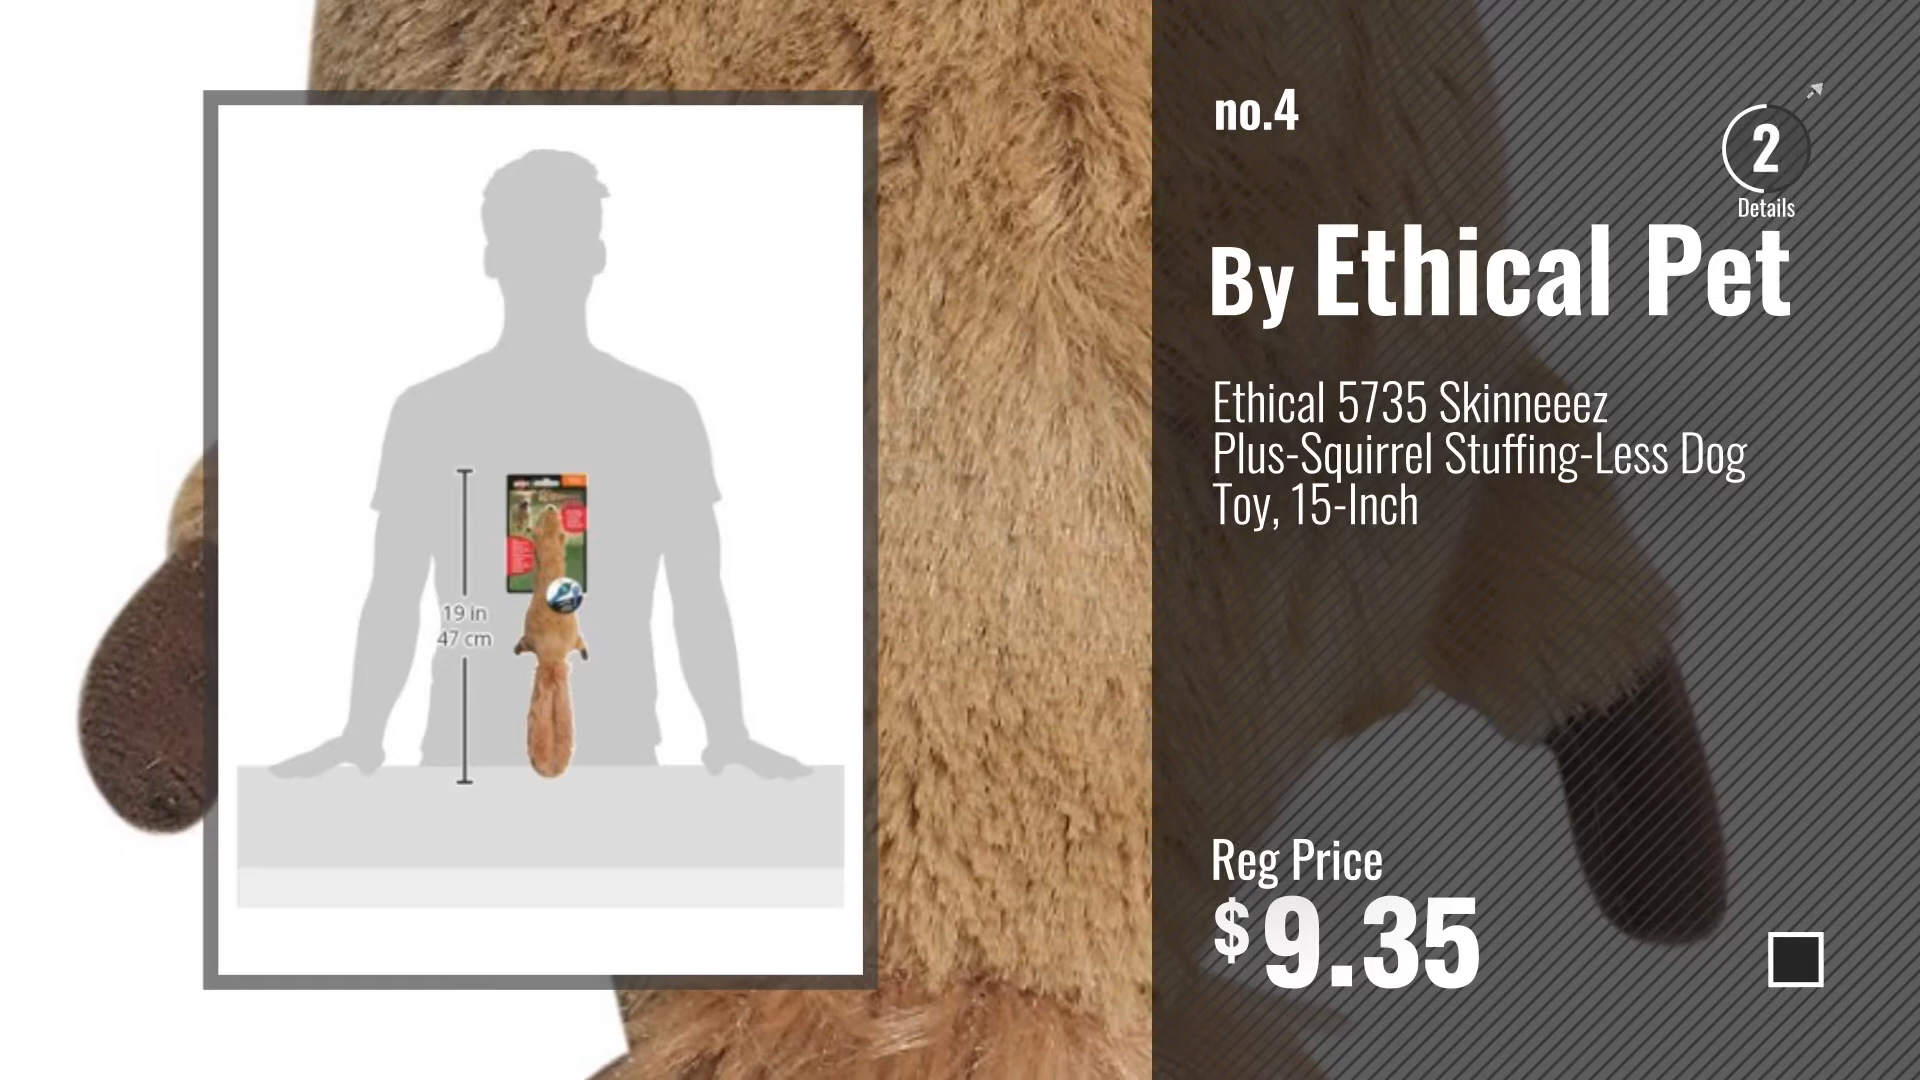 no.4
2
Details
By Ethical Pet
Ethical 5735 Skinneeez
Plus-Squirrel Stuffing-Less Dog
Toy, 15-Inch
19 in
47 cm
Reg Price
$9.35